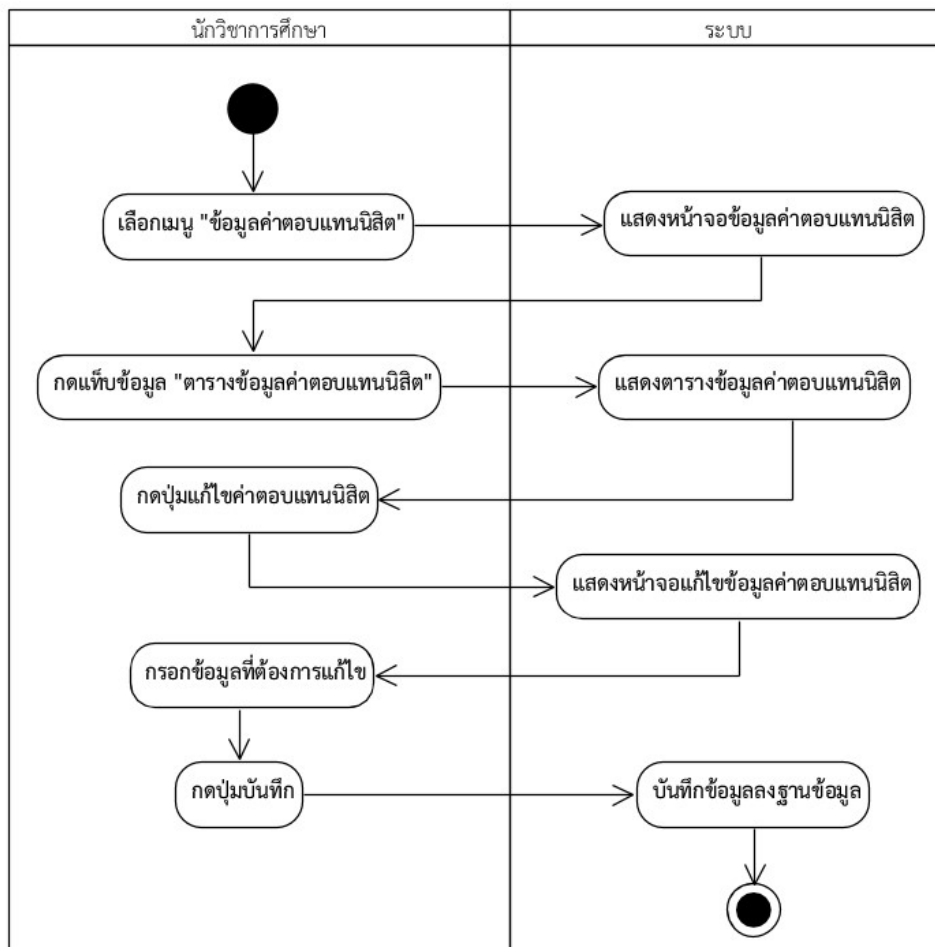 นักวิชาการศึกษา
ระบบ
เลือกเมนู "ข้อมูลค่าตอบแทนนิสิต"
แสดงหน้าจอข้อมูลค่าตอบแทนนิสิต
กดแท็บข้อมูล "ตารางข้อมูลค่าตอบแทนนิสิต"
แสดงตารางข้อมูลค่าตอบแทนนิสิต
กดปุ่มแก้ไขค่าตอบแทนนิสิต
แสดงหน้าจอแก้ไขข้อมูลค่าตอบแทนนิสิต
กรอกข้อมูลที่ต้องการแก้ไข
กดปุ่มบันทึก
บันทึกข้อมูลลงฐานข้อมูล